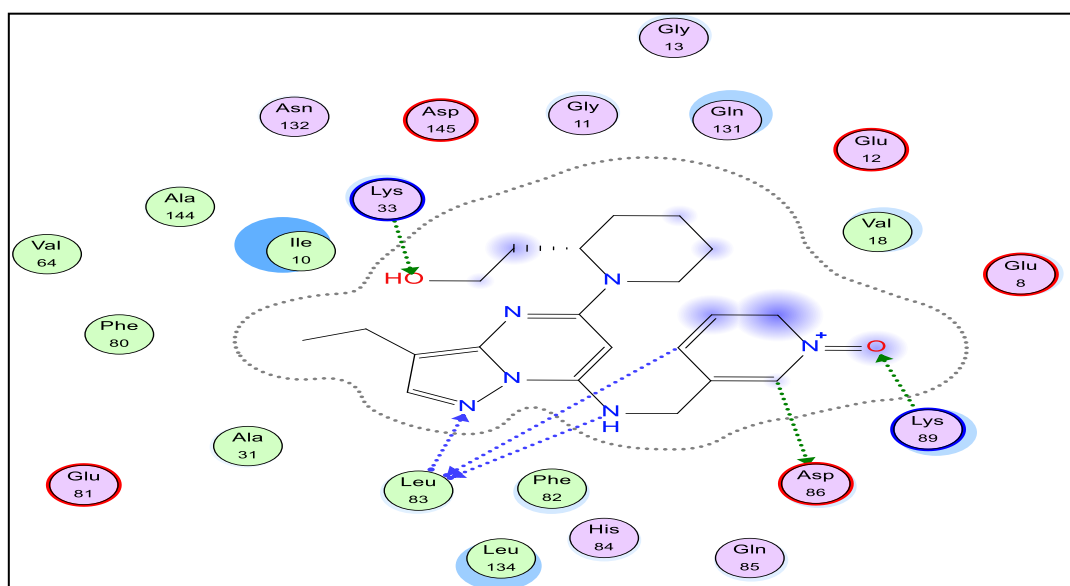 Gly
13
Asn
132
Asp
145
Gly
11
Gln
131
Glu
12
Lys
33
Ala
144
Val
64
Ile
10
Val
18
Glu
8
HO
N
N
Phe
80
N
+
O
N
N
N
H
Lys
89
Ala
31
Glu
81
Leu
83
Phe
82
Asp
86
His
84
Gln
85
Leu
134